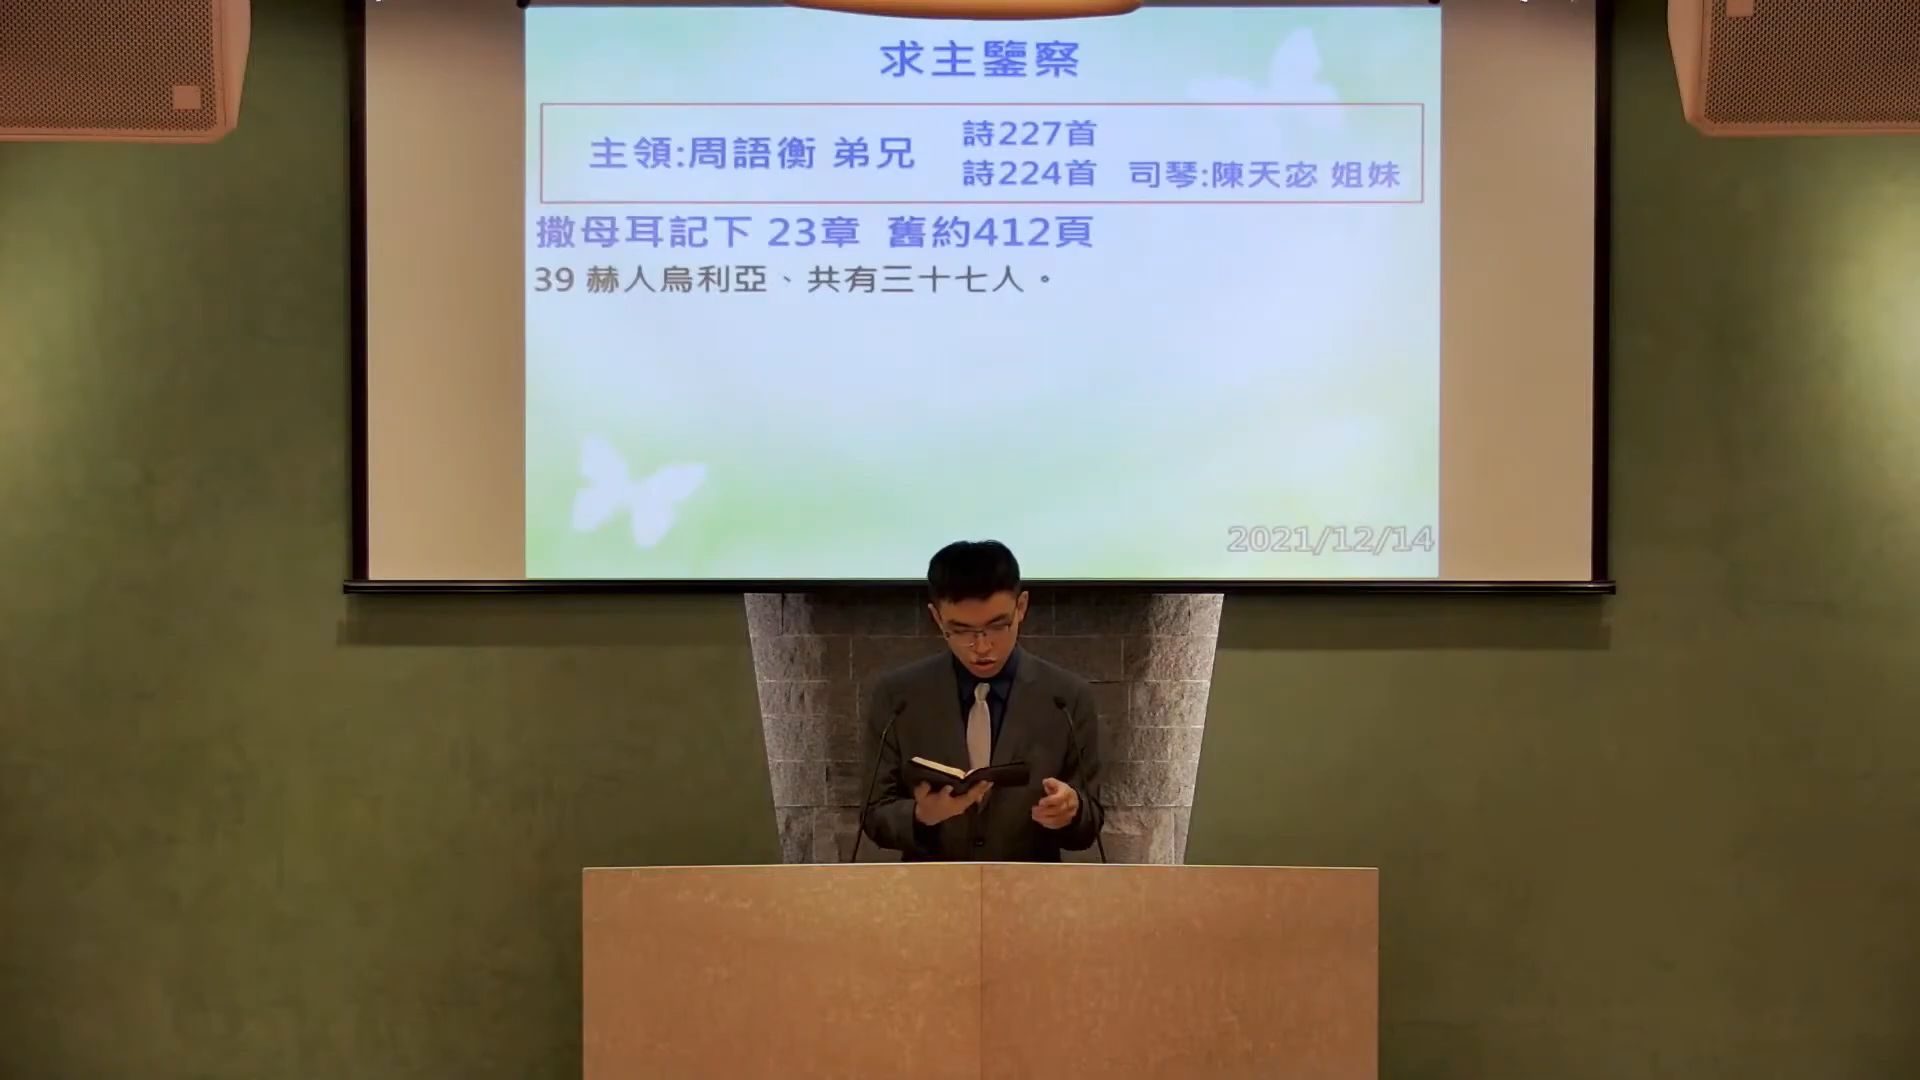 求主鑒察
主領:周語衡 弟兄
詩227首
詩224首 司琴:陳天宓 姐妹
撒母耳記下 23章 舊約412頁
39 赫人烏利亞、共有三十七人。
2021/12/14